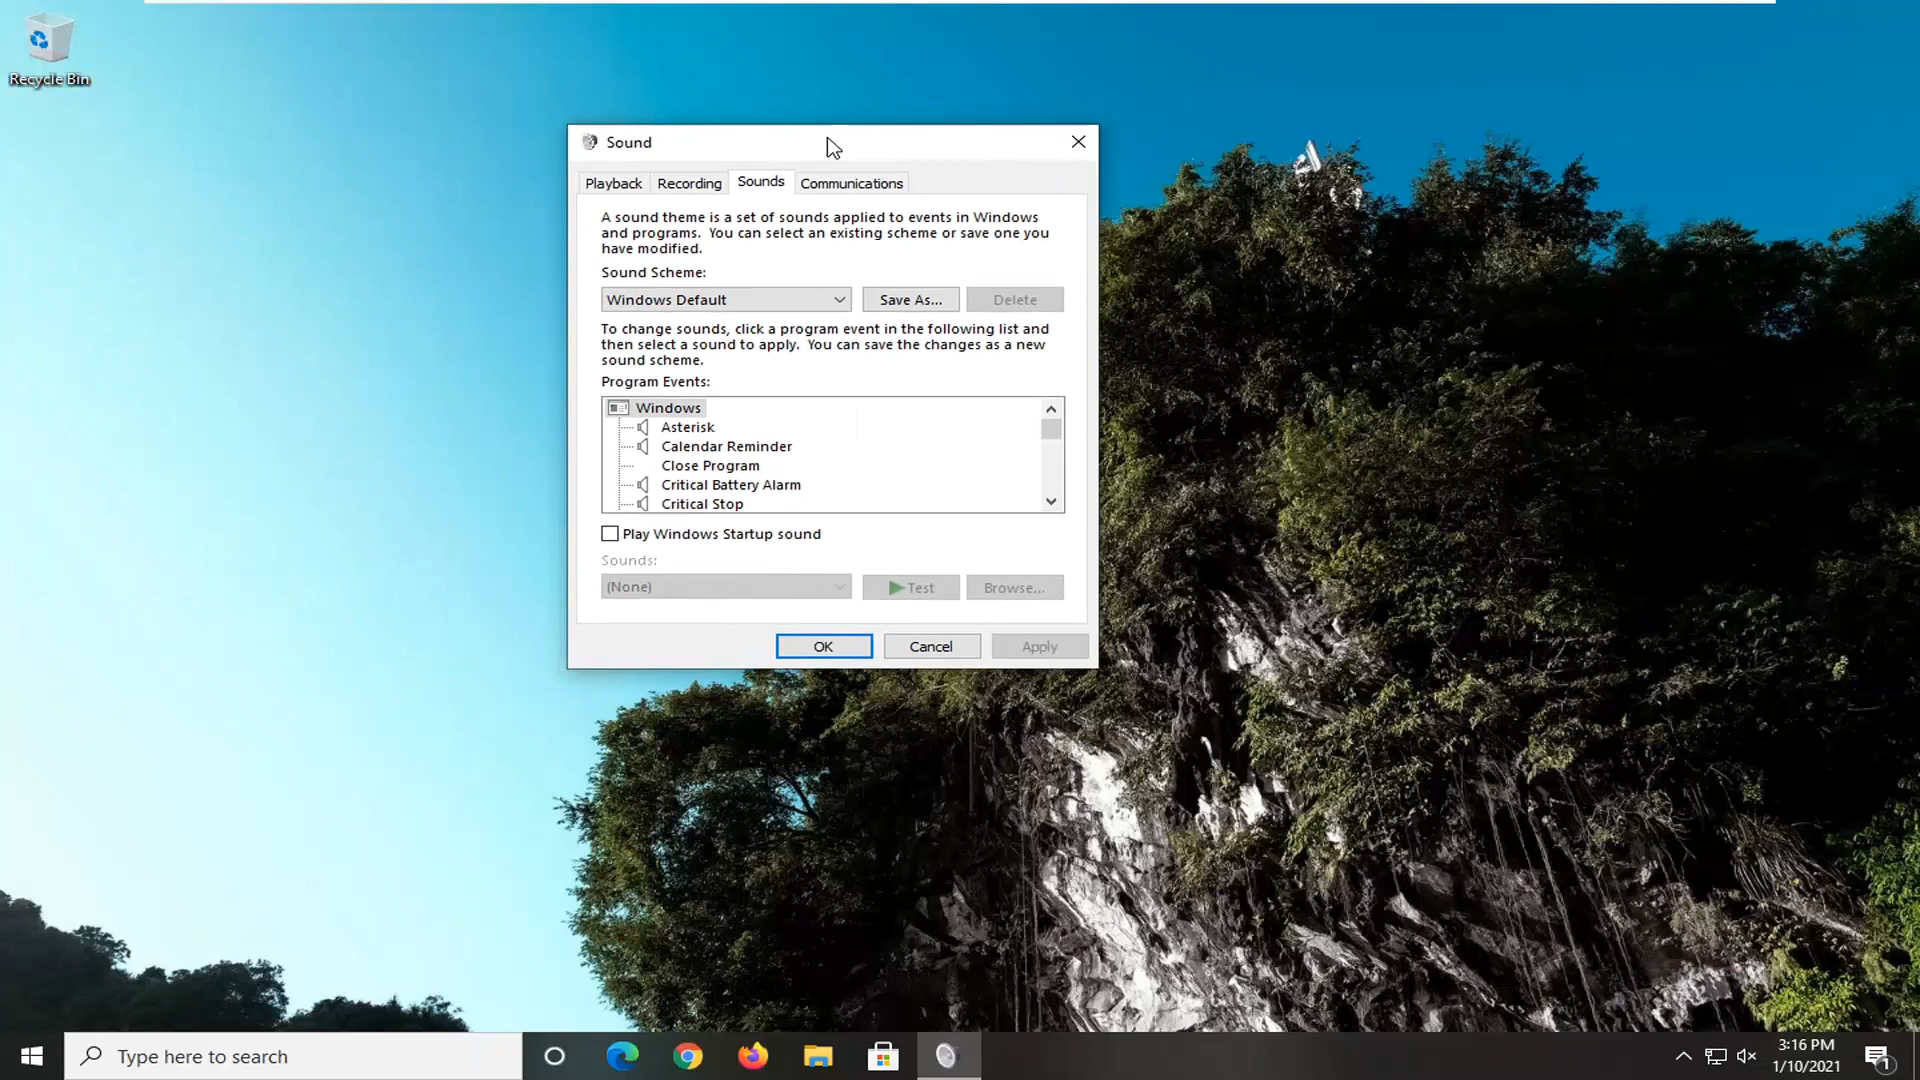 Recycle Bin
Sound
Playback
Recording
Sounds
Communications
A sound theme is a set of sounds applied to events in Windows
and programs. You can select an existing scheme or save one you
have modified.
Sound Scheme:
Windows Default
Save As...
Delete
To change sounds, click a program event in the following list and
then select a sound to apply. You can save the changes as a new
sound scheme.
Program Events:
Windows
Asterisk
Calendar Reminder
Close Program
Critical Battery Alarm
Critical Stop
Play Windows Startup sound
Sounds:
(None)
Test
Browse...
OK
Cancel
Apply
Type here to search
3:16 PM
1/10/2021
1